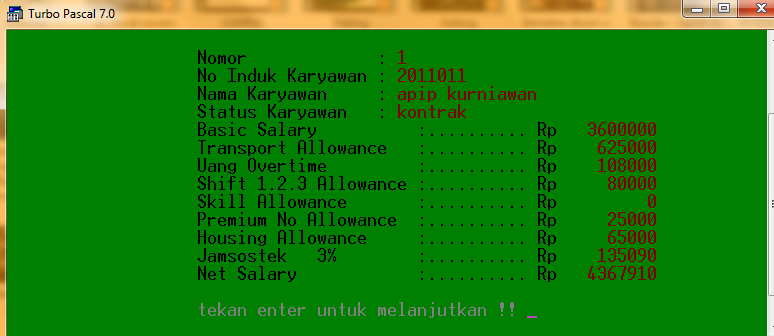 Turbo Pascal 7.0
Nomor : 1
No Induk Karyawan : 2011011
Nama Karyawan : apip kurniawan
Status Karyawan : kontrak
Basic Salary :.......... Rp 3600000
Transport Allowance :.......... Rp 625000
Uang Overtime :.......... Rp 108000
Shift 1.2.3 Allowance :.......... Rp 80000
Skill Allowance :.......... Rp 0
Premium No Allowance :.......... Rp 25000
Housing Allowance :.......... Rp 65000
Jamsostek 3% :.......... Rp 135090
Net Salary :.......... Rp 4367910
tekan enter untuk melanjutkan !! _